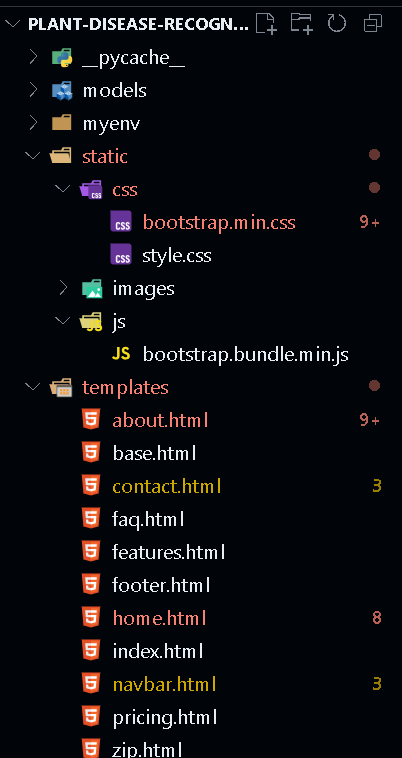 PLANT-DISEASE-RECOGN...
__pycache__
models
myenv
static
css
bootstrap.min.css 9+
style.css
images
js
JS bootstrap.bundle.min.js
templates
about.html 9+
base.html
contact.html 3
faq.html
features.html
footer.html
home.html 8
index.html
navbar.html 3
pricing.html
zip.html